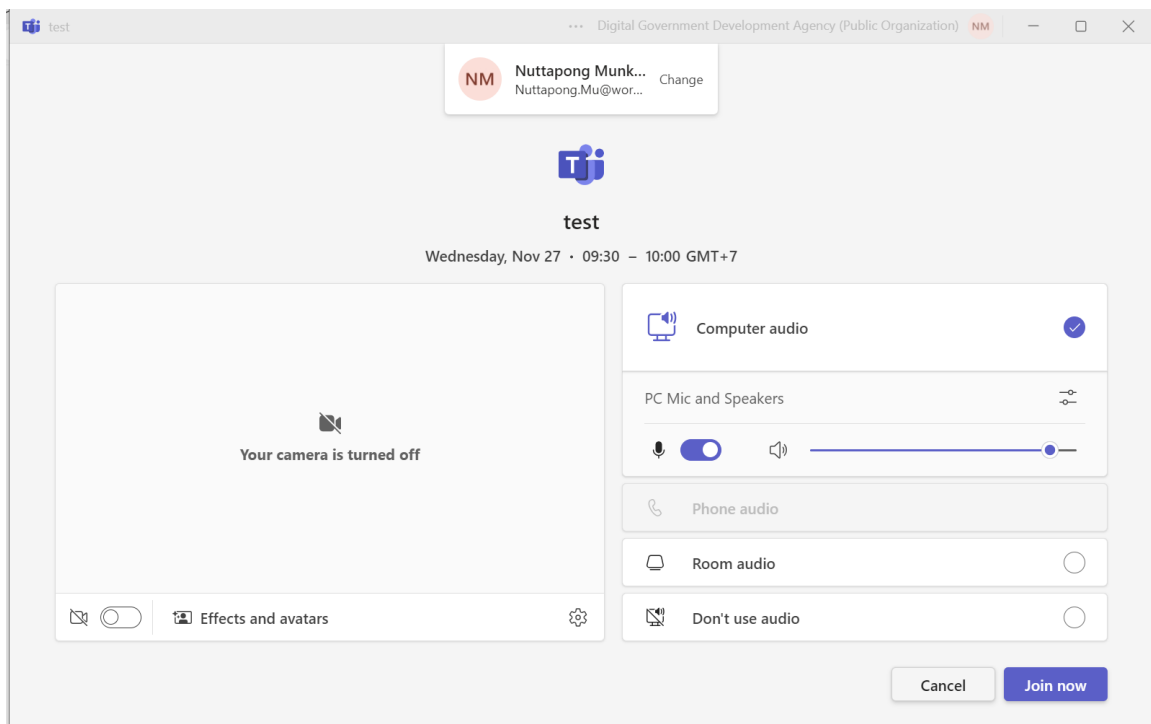 test
··· Digital Government Development Agency (Public Organization) NM
NM
Nuttapong Munk...
Nuttapong.Mu@wor...
Change
T
test
Wednesday, Nov 27 · 09:30 – 10:00 GMT+7
Your camera is turned off
Effects and avatars
Computer audio
PC Mic and Speakers
Phone audio
Room audio
Don't use audio
Cancel
Join now